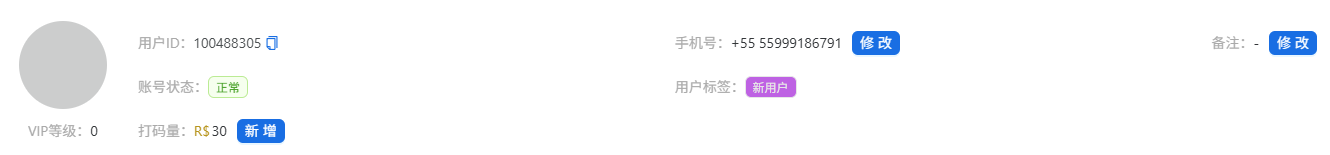 用户ID: 100488305 手机号: +55 55999186791 修 改 备注: - 修 改
账号状态: 正常 用户标签: 新用户
VIP等级: 0 打码量: R$30 新 增